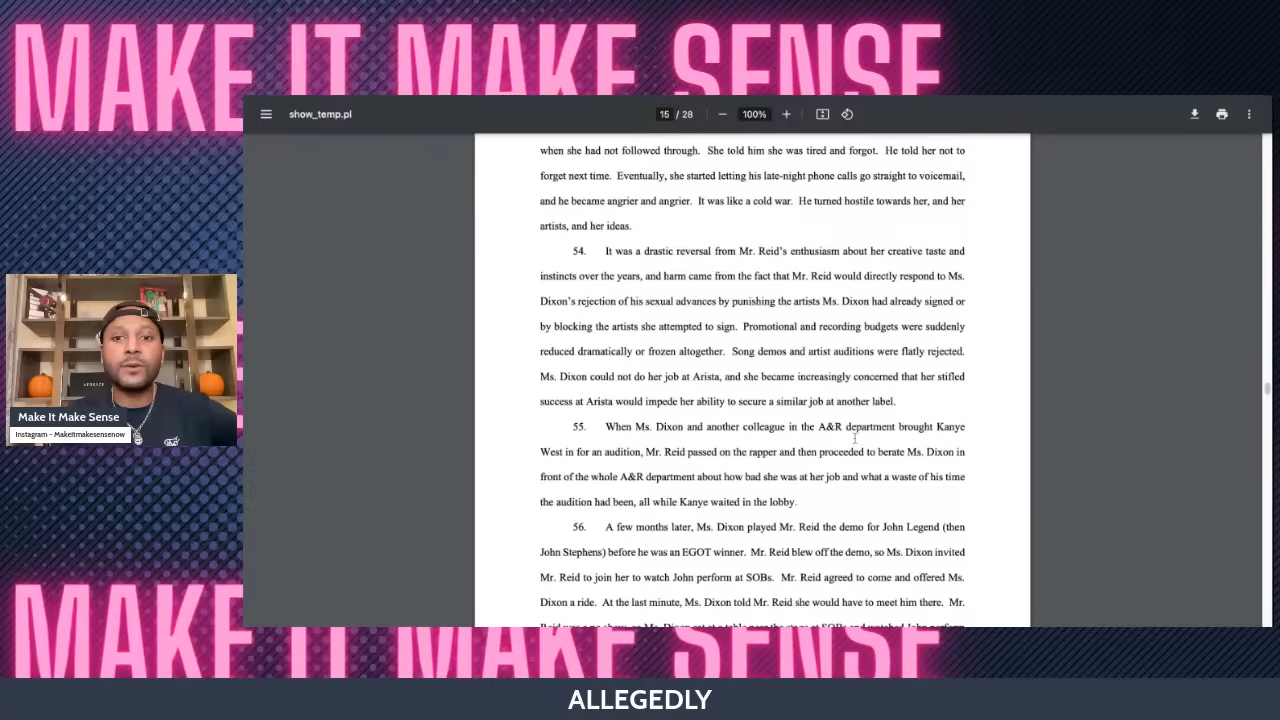 MAKE IT MAKE SENSE
show_temp.pl
15 / 28
100%
when she had not followed through. She told him she was tired and forgot. He told her not to
forget next time. Eventually, she started letting his late-night phone calls go straight to voicemail,
and he became angrier and angrier. It was like a cold war. He turned hostile towards her, and her
artists, and her ideas.
54. It was a drastic reversal from Mr. Reid's enthusiasm about her creative taste and
instincts over the years, and harm came from the fact that Mr. Reid would directly respond to Ms.
Dixon's rejection of his sexual advances by punishing the artists Ms. Dixon had already signed or
by blocking the artists she attempted to sign. Promotional and recording budgets were suddenly
reduced dramatically or frozen altogether. Song demos and artist auditions were flatly rejected.
Ms. Dixon could not do her job at Arista, and she became increasingly concerned that her stifled
success at Arista would impede her ability to secure a similar job at another label.
55. When Ms. Dixon and another colleague in the A&R department brought Kanye
West in for an audition, Mr. Reid passed on the rapper and then proceeded to berate Ms. Dixon in
front of the whole A&R department about how bad she was at her job and what a waste of his time
the audition had been, all while Kanye waited in the lobby.
56. A few months later, Ms. Dixon played Mr. Reid the demo for John Legend (then
John Stephens) before he was an EGOT winner. Mr. Reid blew off the demo, so Ms. Dixon invited
Mr. Reid to join her to watch John perform at SOBs. Mr. Reid agreed to come and offered Ms.
Dixon a ride. At the last minute, Ms. Dixon told Mr. Reid she would have to meet him there. Mr.
Make It Make Sense
Instagram - Makeitmakesensenow
MAKE IT MAKE SENSE
ALLEGEDLY